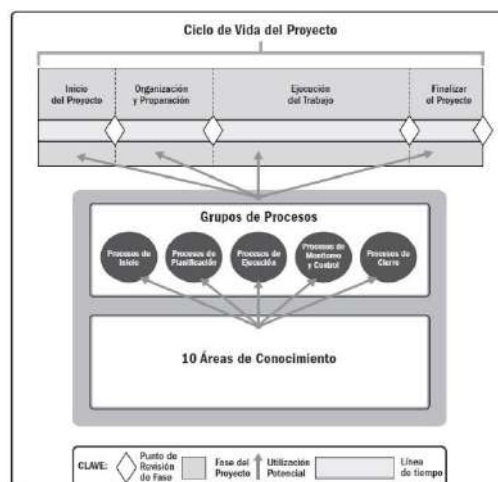 Ciclo de Vida del Proyecto
Inicio
del Proyecto
Organización
y Preparación
Ejecución
del Trabajo
Finalizar
el Proyecto
Grupos de Procesos
Procesos de
Inicio
Procesos de
Planificación
Procesos de
Ejecución
Procesos de
Monitoreo
y Control
Procesos de
Cierre
10 Áreas de Conocimiento
CLAVE:
Punto de
Revisión
de Fase
Fase del
Proyecto
Utilización
Potencial
Línea
de tiempo